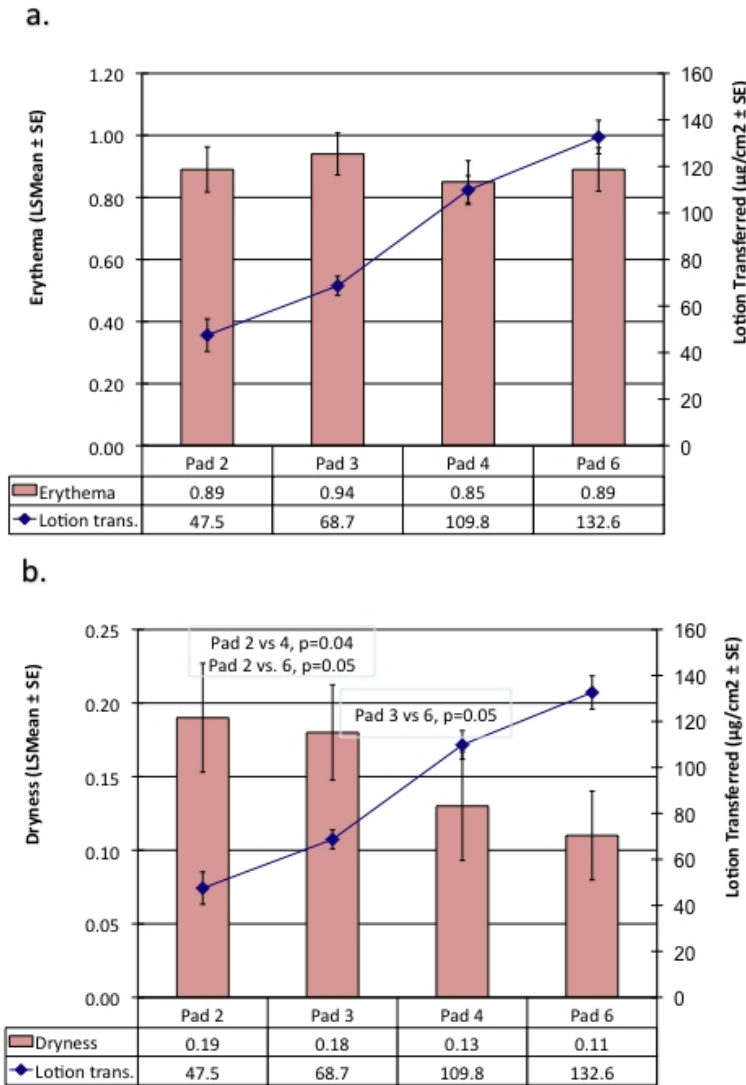 a.
Erythema (LSMean ± SE)
1.20
1.00
0.80
0.60
0.40
0.20
0.00
160
140
120
100
80
60
40
20
0
Lotion Transferred (µg/cm2 ± SE)
Pad 2 Pad 3 Pad 4 Pad 6
Erythema 0.89 0.94 0.85 0.89
Lotion trans. 47.5 68.7 109.8 132.6
b.
Dryness (LSMean ± SE)
0.25
0.20
0.15
0.10
0.05
0.00
Pad 2 vs 4, p=0.04
Pad 2 vs. 6, p=0.05
Pad 3 vs 6, p=0.05
160
140
120
100
80
60
40
20
0
Lotion Transferred (µg/cm2 ± SE)
Pad 2 Pad 3 Pad 4 Pad 6
Dryness 0.19 0.18 0.13 0.11
Lotion trans. 47.5 68.7 109.8 132.6